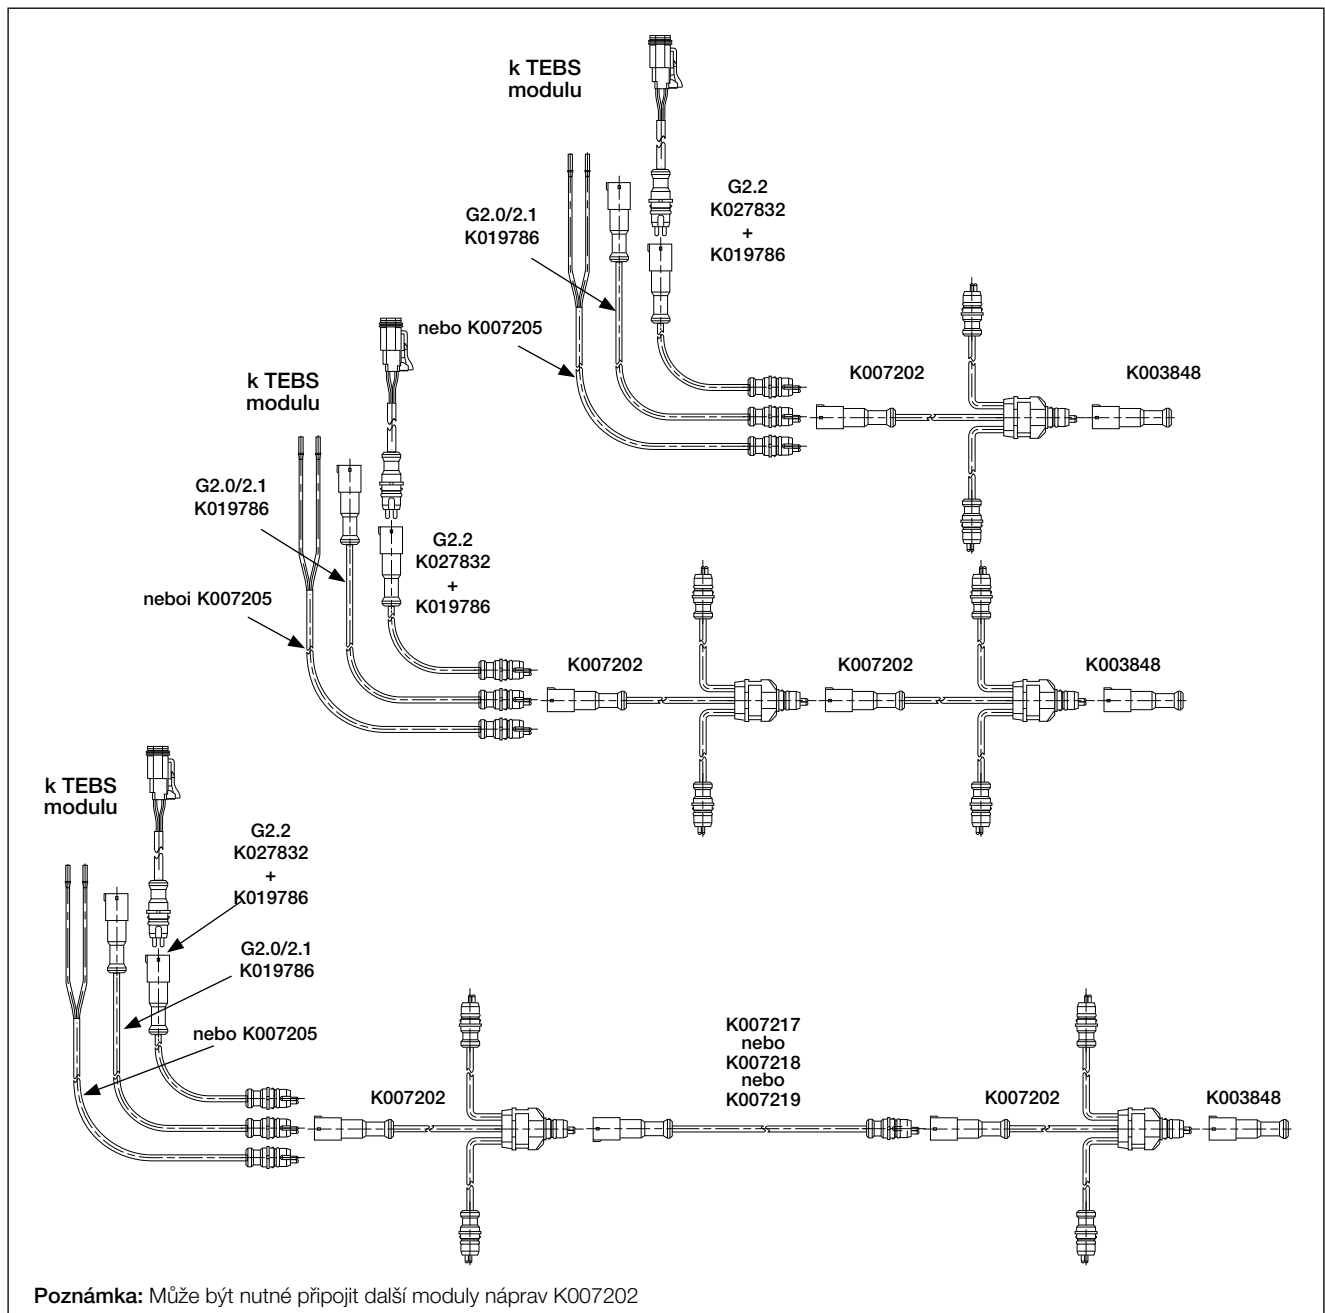 k TEBS
modulu
G2.2
K027832
+
K019786
G2.0/2.1
K019786
nebo K007205
K007202
K003848
k TEBS
modulu
G2.0/2.1
K019786
G2.2
K027832
+
K019786
neboi K007205
K007202
K007202
K003848
k TEBS
modulu
G2.2
K027832
+
K019786
G2.0/2.1
K019786
nebo K007205
K007202
K007217
nebo
K007218
nebo
K007219
K007202
K003848
Poznámka: Může být nutné připojit další moduly náprav K007202